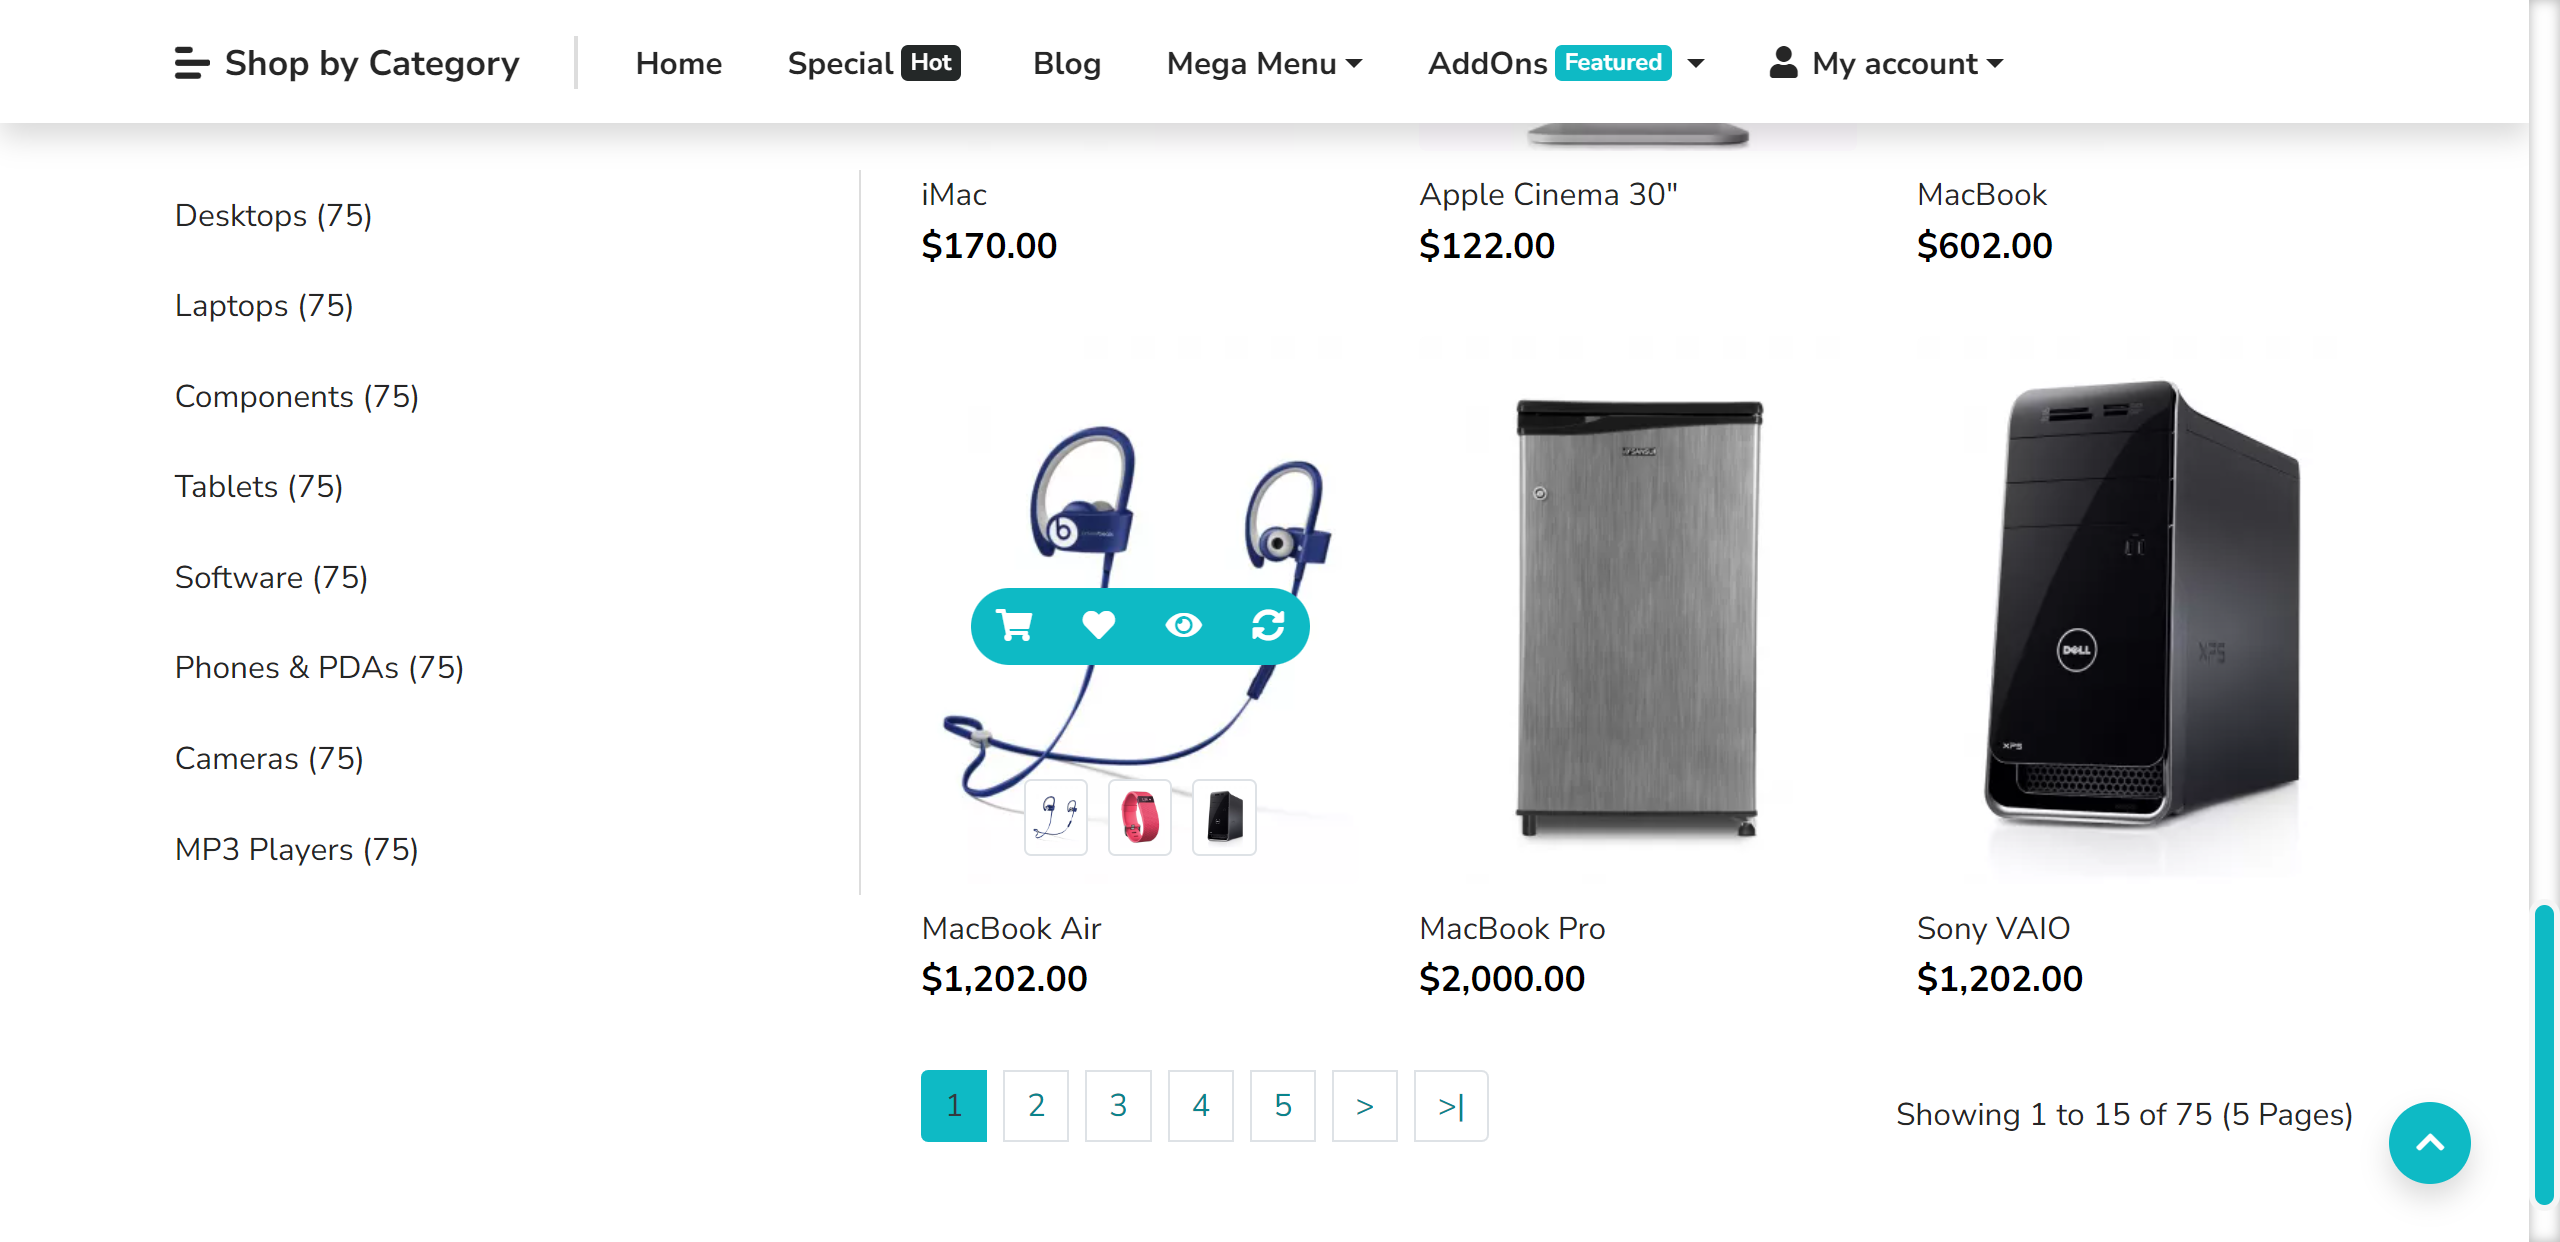 Shop by Category
Home
Special Hot
Blog
Mega Menu
AddOns Featured
My account
Desktops (75)
Laptops (75)
Components (75)
Tablets (75)
Software (75)
Phones & PDAs (75)
Cameras (75)
MP3 Players (75)
iMac
$170.00
Apple Cinema 30"
$122.00
MacBook
$602.00
DELL
XPS
XPS
MacBook Air
$1,202.00
MacBook Pro
$2,000.00
Sony VAIO
$1,202.00
1 2 3 4 5 > >|
Showing 1 to 15 of 75 (5 Pages)